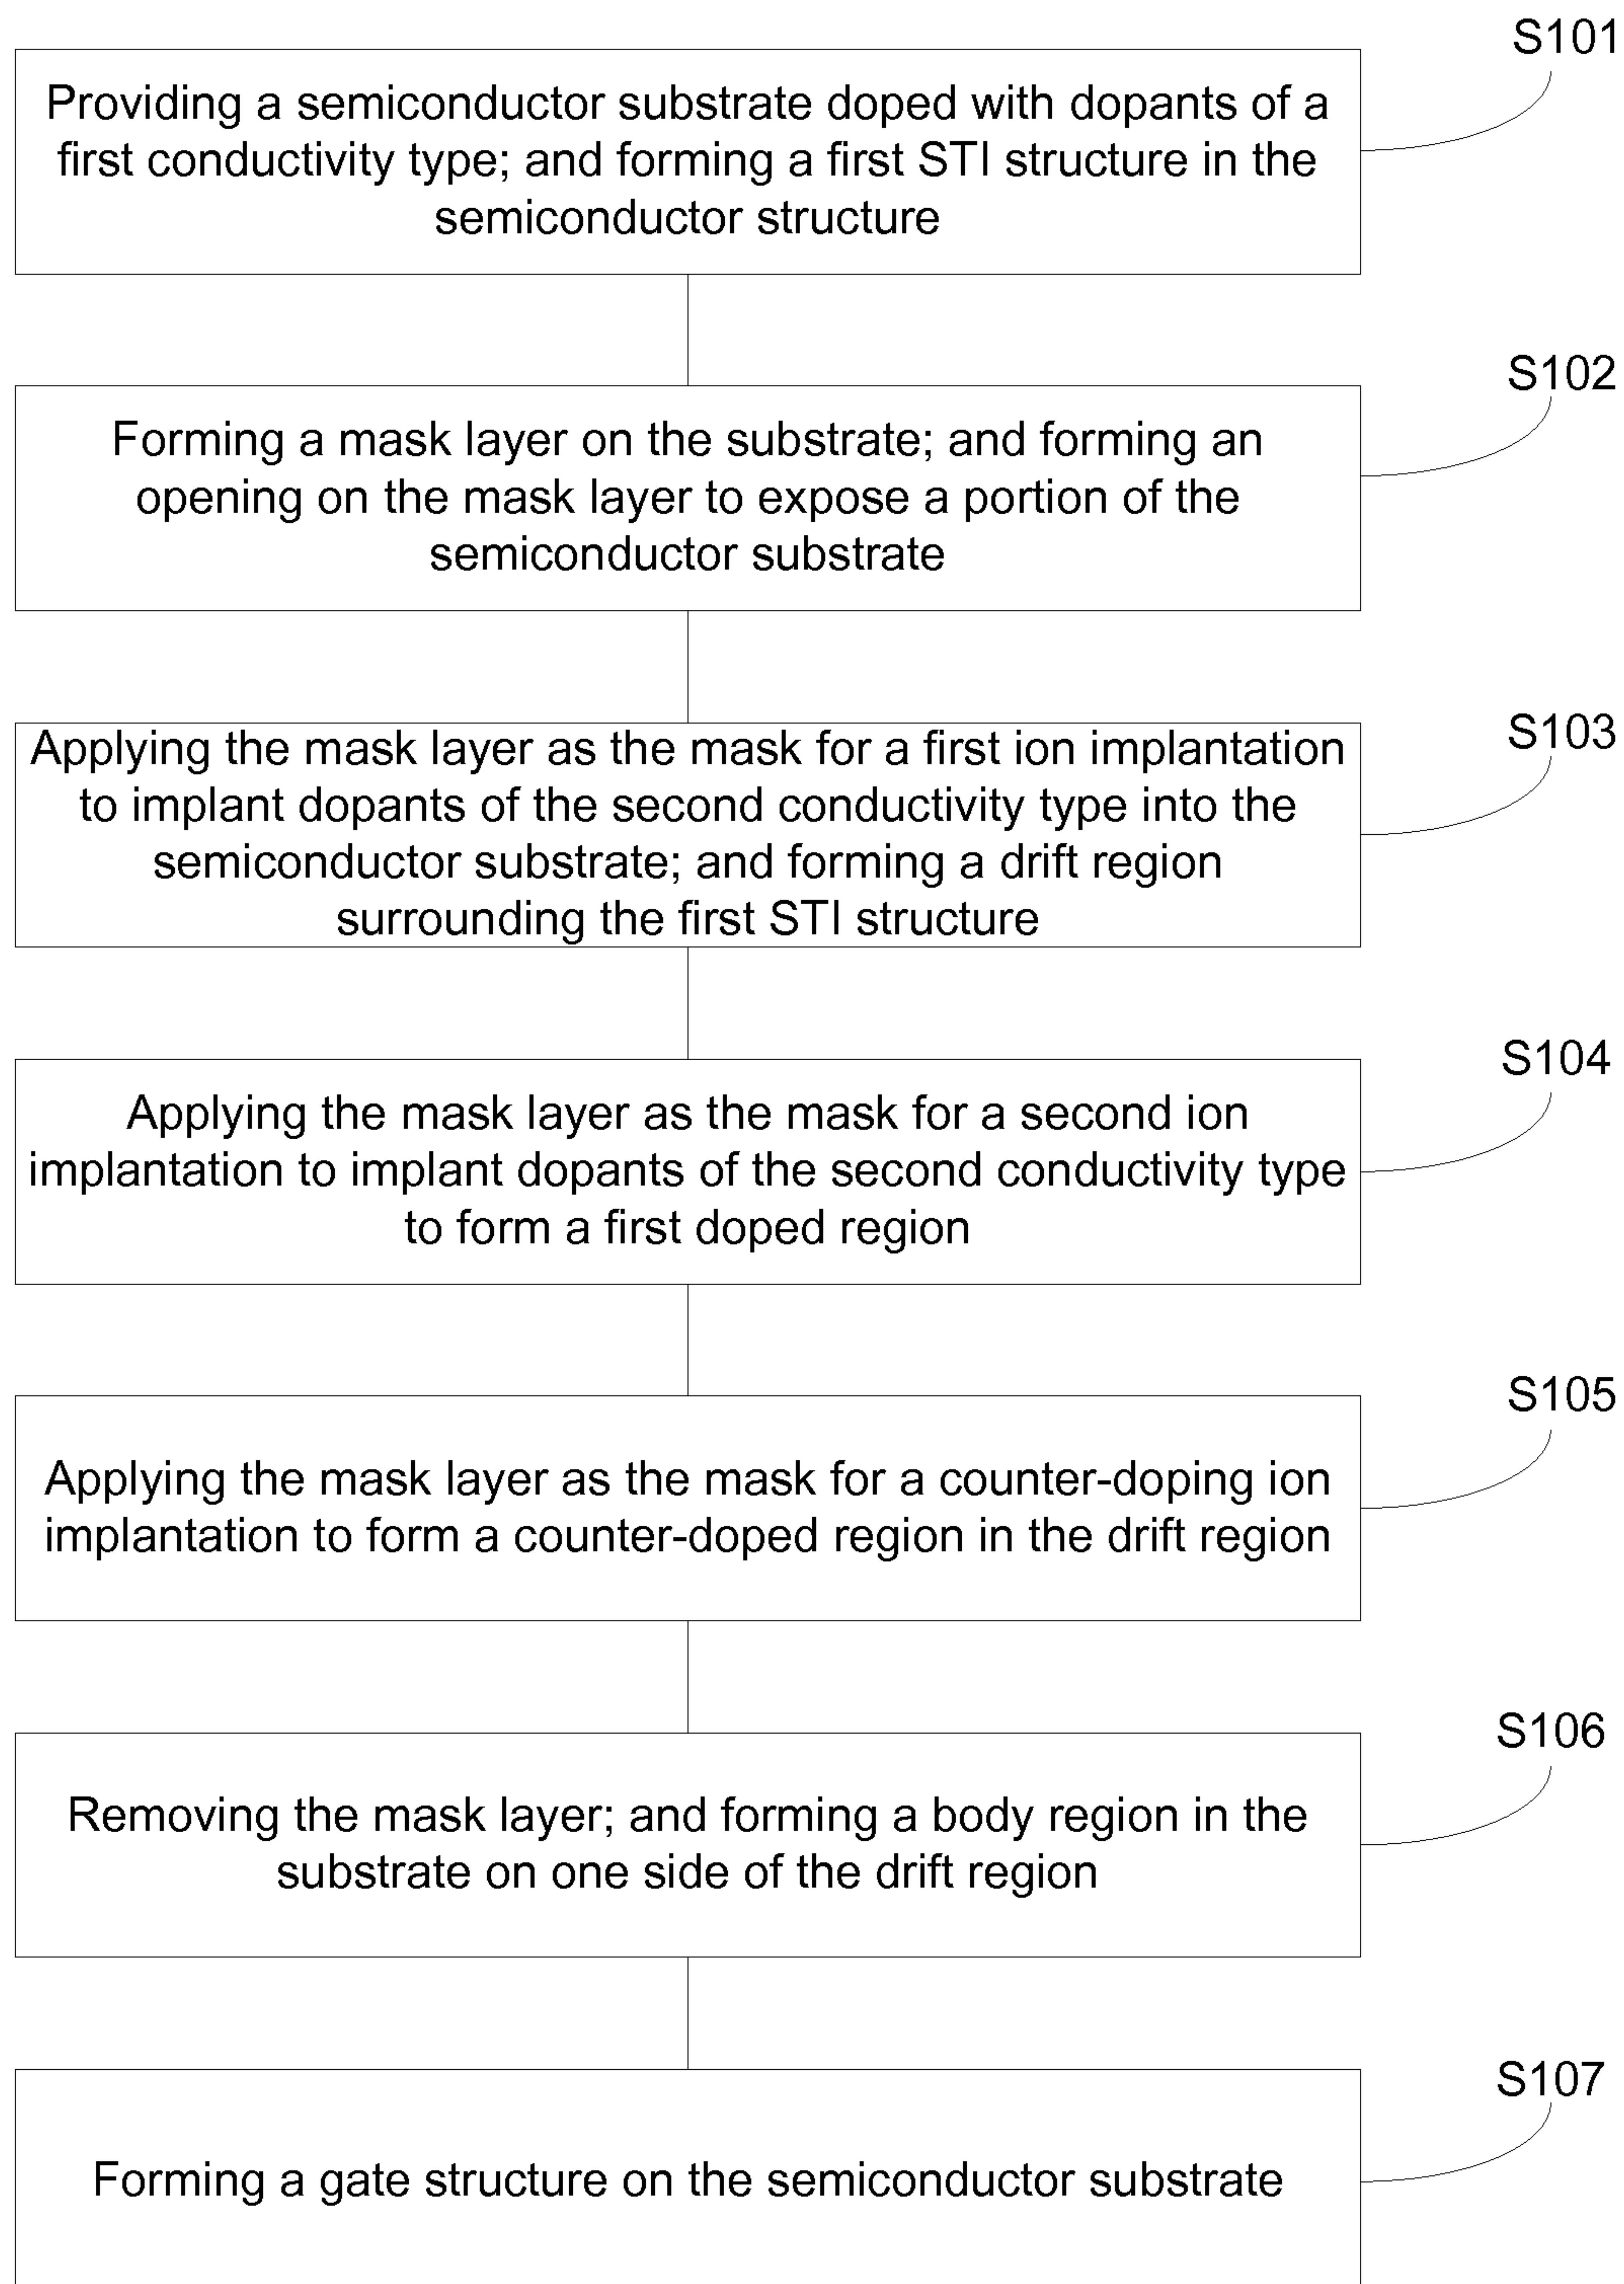 S101
Providing a semiconductor substrate doped with dopants of a
first conductivity type; and forming a first STI structure in the
semiconductor structure
S102
Forming a mask layer on the substrate; and forming an
opening on the mask layer to expose a portion of the
semiconductor substrate
S103
Applying the mask layer as the mask for a first ion implantation
to implant dopants of the second conductivity type into the
semiconductor substrate; and forming a drift region
surrounding the first STI structure
S104
Applying the mask layer as the mask for a second ion
implantation to implant dopants of the second conductivity type
to form a first doped region
S105
Applying the mask layer as the mask for a counter-doping ion
implantation to form a counter-doped region in the drift region
S106
Removing the mask layer; and forming a body region in the
substrate on one side of the drift region
S107
Forming a gate structure on the semiconductor substrate